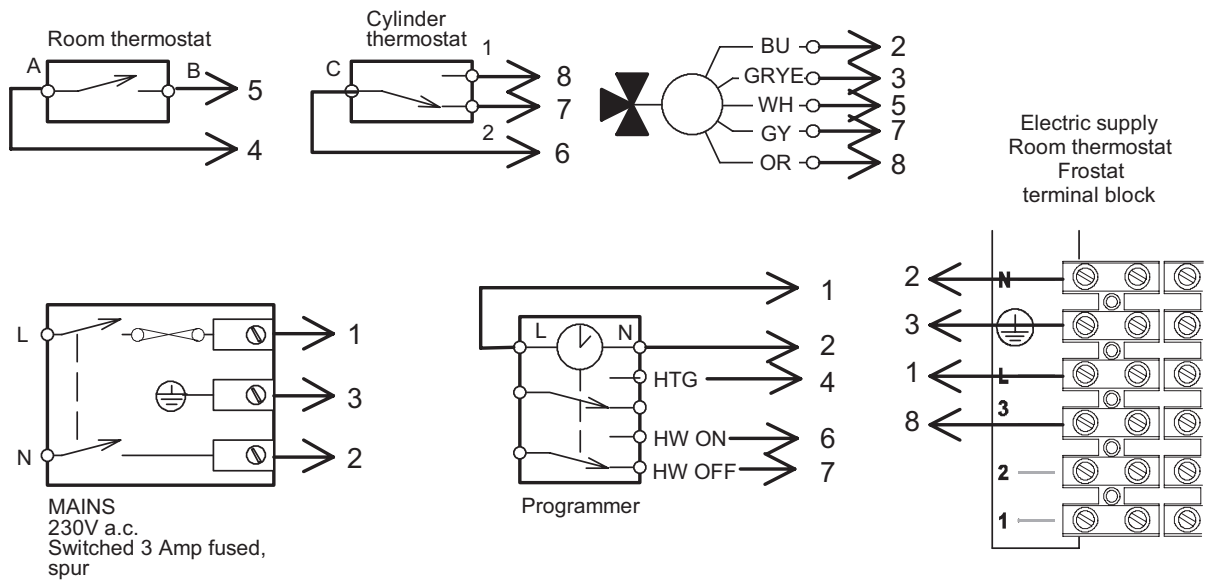 Room thermostat
A
B
5
4
Cylinder
thermostat
C
1
8
7
2
6
BU
2
GRYE
3
WH
5
GY
7
OR
8
Electric supply
Room thermostat
Frostat
terminal block
L
1
3
N
2
MAINS
230V a.c.
Switched 3 Amp fused,
spur
1
L
N
2
HTG
4
HW ON
6
HW OFF
7
Programmer
2
N
3
1
L
3
8
2
1